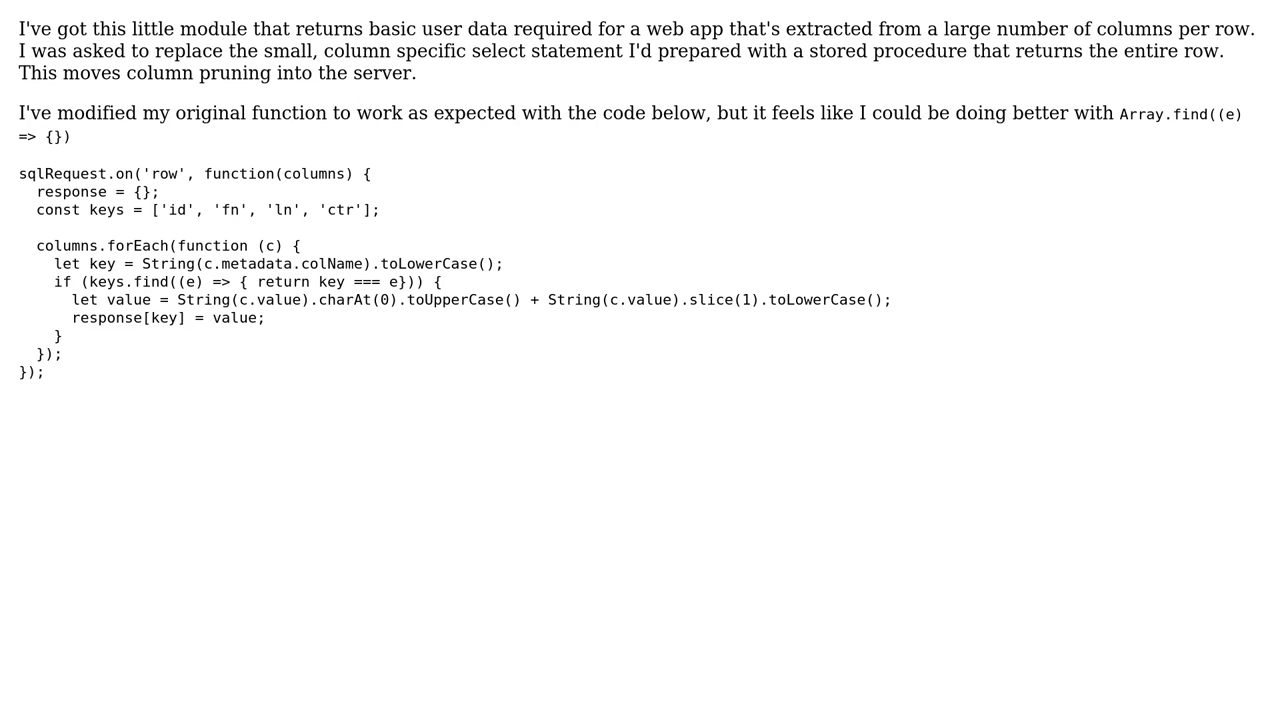 I've got this little module that returns basic user data required for a web app that's extracted from a large number of columns per row.
I was asked to replace the small, column specific select statement I'd prepared with a stored procedure that returns the entire row.
This moves column pruning into the server.
I've modified my original function to work as expected with the code below, but it feels like I could be doing better with Array.find((e)
=> {})
sqlRequest.on('row', function(columns) {
  response = {};
  const keys = ['id', 'fn', 'ln', 'ctr'];

  columns.forEach(function (c) {
    let key = String(c.metadata.colName).toLowerCase();
    if (keys.find((e) => { return key === e})) {
      let value = String(c.value).charAt(0).toUpperCase() + String(c.value).slice(1).toLowerCase();
      response[key] = value;
    }
  });
});